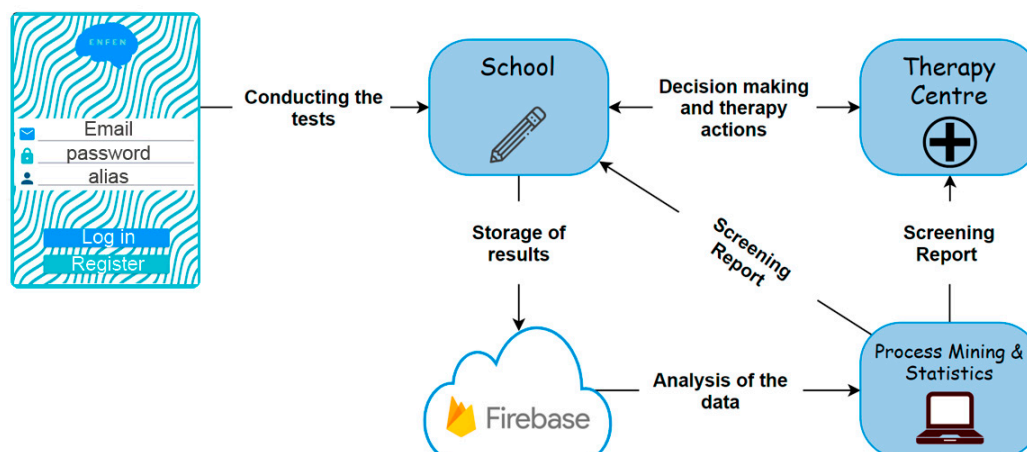 ENFEN
Email
password
alias
Log in
Register
Conducting the
tests
School
Decision making
and therapy
actions
Therapy
Centre
Storage of
results
Screening
Report
Screening
Report
Firebase
Analysis of the
data
Process Mining &
Statistics